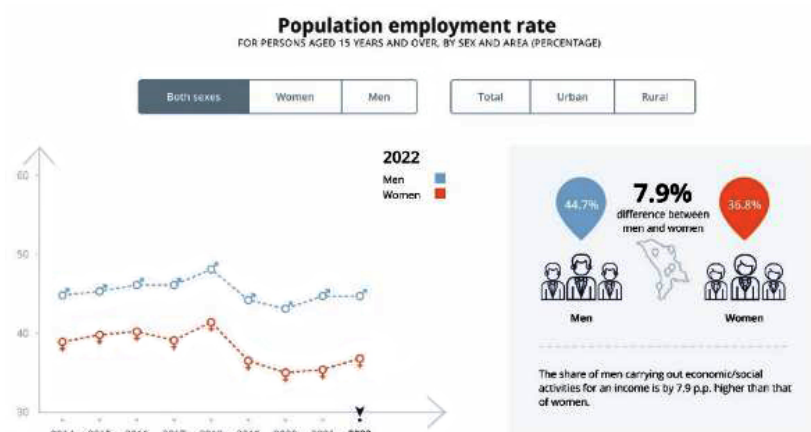 Population employment rate
FOR PERSONS AGED 15 YEARS AND OVER, BY SEX AND AREA (PERCENTAGE)
Both sexes Women Men Total Urban Rural
2022
Men
Women
60
50
40
30
44.7%
7.9%
36.8%
difference between
men and women
Men Women
The share of men carrying out economic/social
activities for an income is by 7.9 p.p. higher than that
of women.